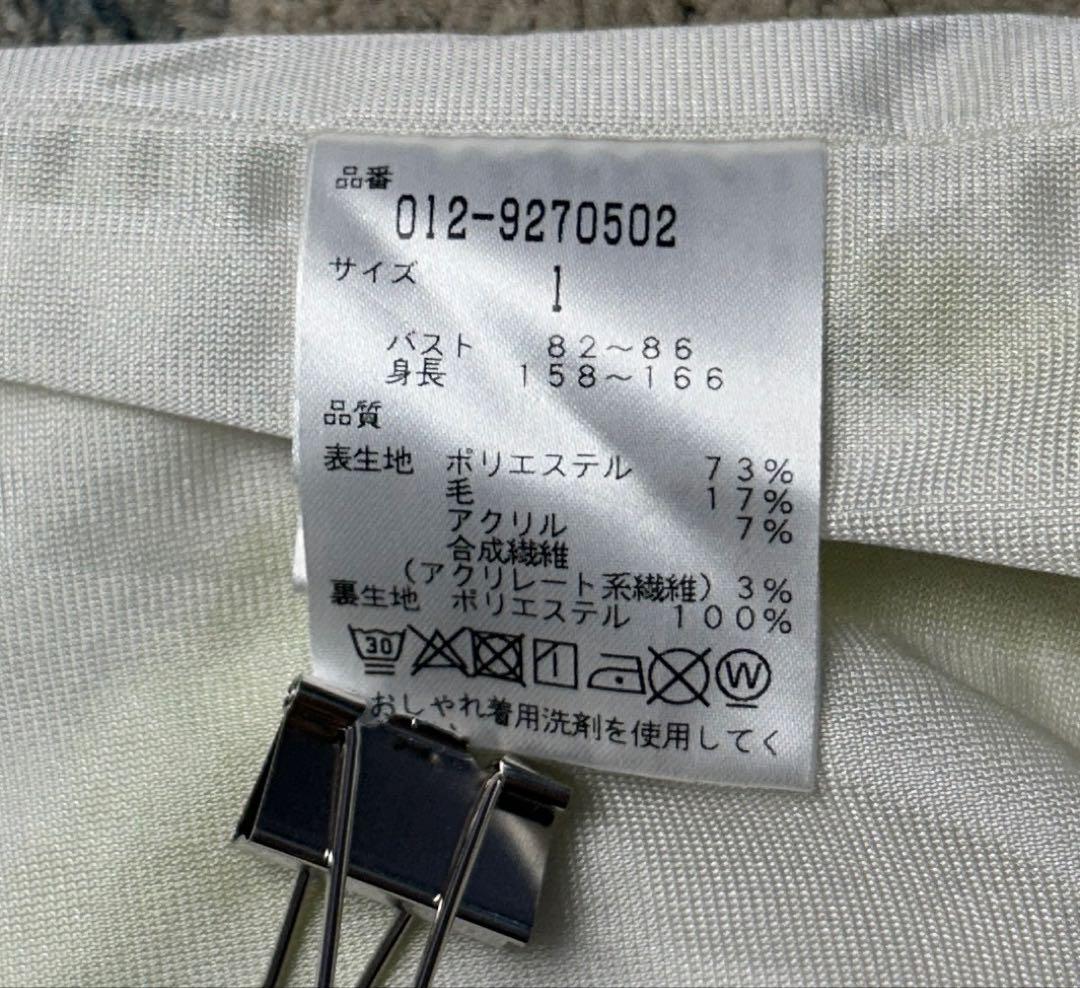 品番
012-9270502
サイズ 1
バスト 82～86
身長 158～166
品質
表生地 ポリエステル 73%
毛 17%
アクリル 7%
合成繊維
(アクリレート系繊維) 3%
裏生地 ポリエステル 100%
30 W
おしゃれ着用洗剤を使用してく